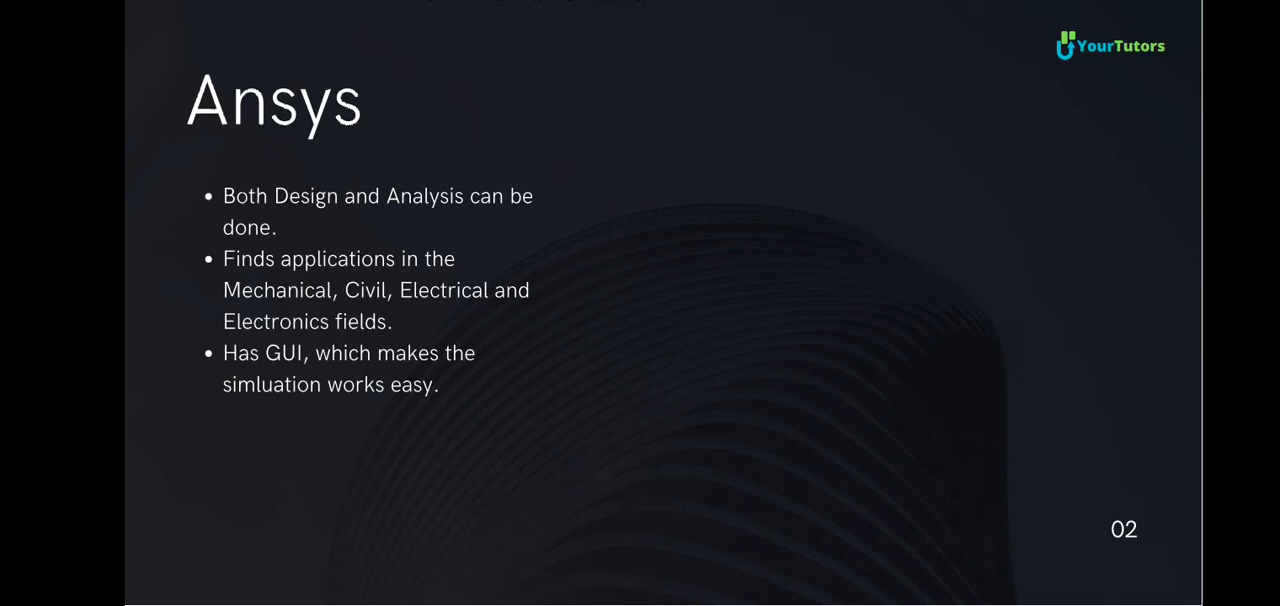 YourTutors
Ansys
• Both Design and Analysis can be
done.
• Finds applications in the
Mechanical, Civil, Electrical and
Electronics fields.
• Has GUI, which makes the
simluation works easy.
02